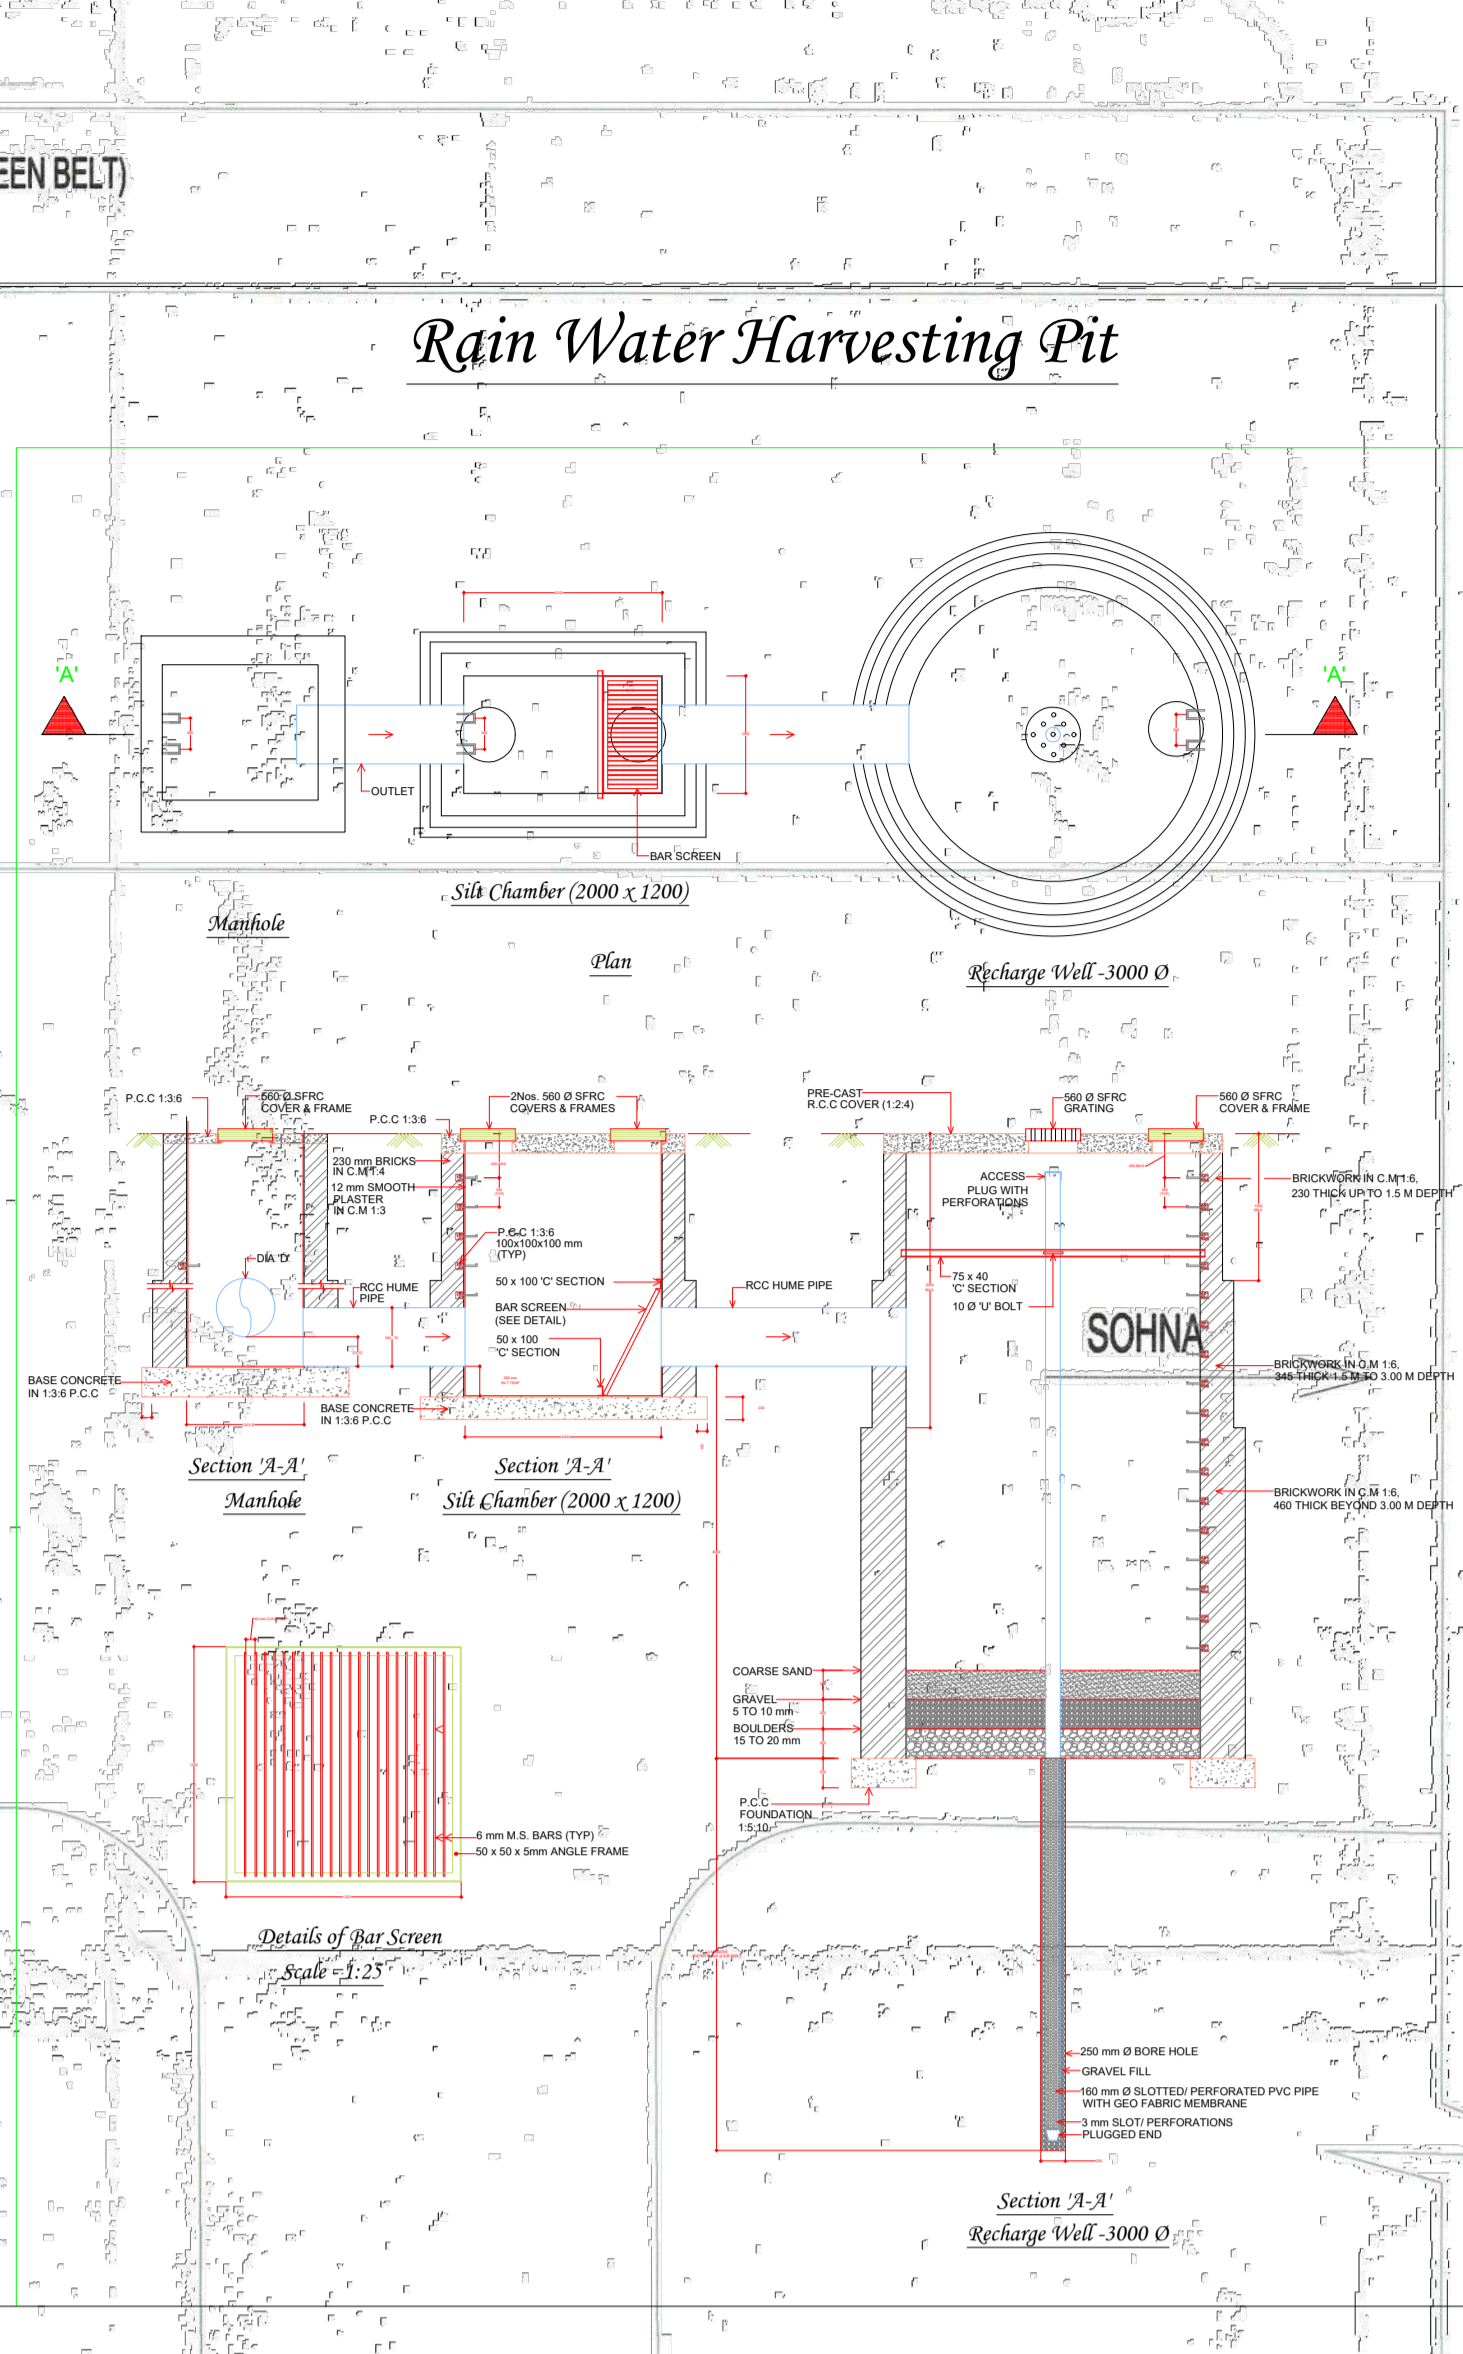 EEN BELT)
Rain Water Harvesting Pit
'A'
'A'
OUTLET
BAR SCREEN
Silt Chamber (2000 x 1200)
Manhole
Plan
Recharge Well -3000 Ø
P.C.C 1:3:6
560 Ø SFRC
COVER & FRAME
P.C.C 1:3:6
2Nos. 560 Ø SFRC
COVERS & FRAMES
PRE-CAST
R.C.C COVER (1:2:4)
560 Ø SFRC
GRATING
560 Ø SFRC
COVER & FRAME
230 mm BRICKS
IN C.M 1:4
12 mm SMOOTH
PLASTER
IN C.M 1:3
ACCESS
PLUG WITH
PERFORATIONS
BRICKWORK IN C.M 1:6,
230 THICK UP TO 1.5 M DEPTH
P.C.C 1:3:6
100x100x100 mm
(TYP)
DIA 'D'
RCC HUME
PIPE
50 x 100 'C' SECTION
BAR SCREEN
(SEE DETAIL)
50 x 100
'C' SECTION
RCC HUME PIPE
75 x 40
'C' SECTION
10 Ø 'U' BOLT
SOHNA
BRICKWORK IN C.M 1:6,
345 THICK 1.5 M TO 3.00 M DEPTH
BASE CONCRETE
IN 1:3:6 P.C.C
BASE CONCRETE
IN 1:3:6 P.C.C
Section 'A-A'
Manhole
Section 'A-A'
Silt Chamber (2000 x 1200)
BRICKWORK IN C.M 1:6,
460 THICK BEYOND 3.00 M DEPTH
COARSE SAND
GRAVEL
5 TO 10 mm
BOULDERS
15 TO 20 mm
P.C.C
FOUNDATION
1:5:10
6 mm M.S. BARS (TYP)
50 x 50 x 5mm ANGLE FRAME
Details of Bar Screen
Scale - 1:25
250 mm Ø BORE HOLE
GRAVEL FILL
160 mm Ø SLOTTED/ PERFORATED PVC PIPE
WITH GEO FABRIC MEMBRANE
3 mm SLOT/ PERFORATIONS
PLUGGED END
Section 'A-A'
Recharge Well -3000 Ø